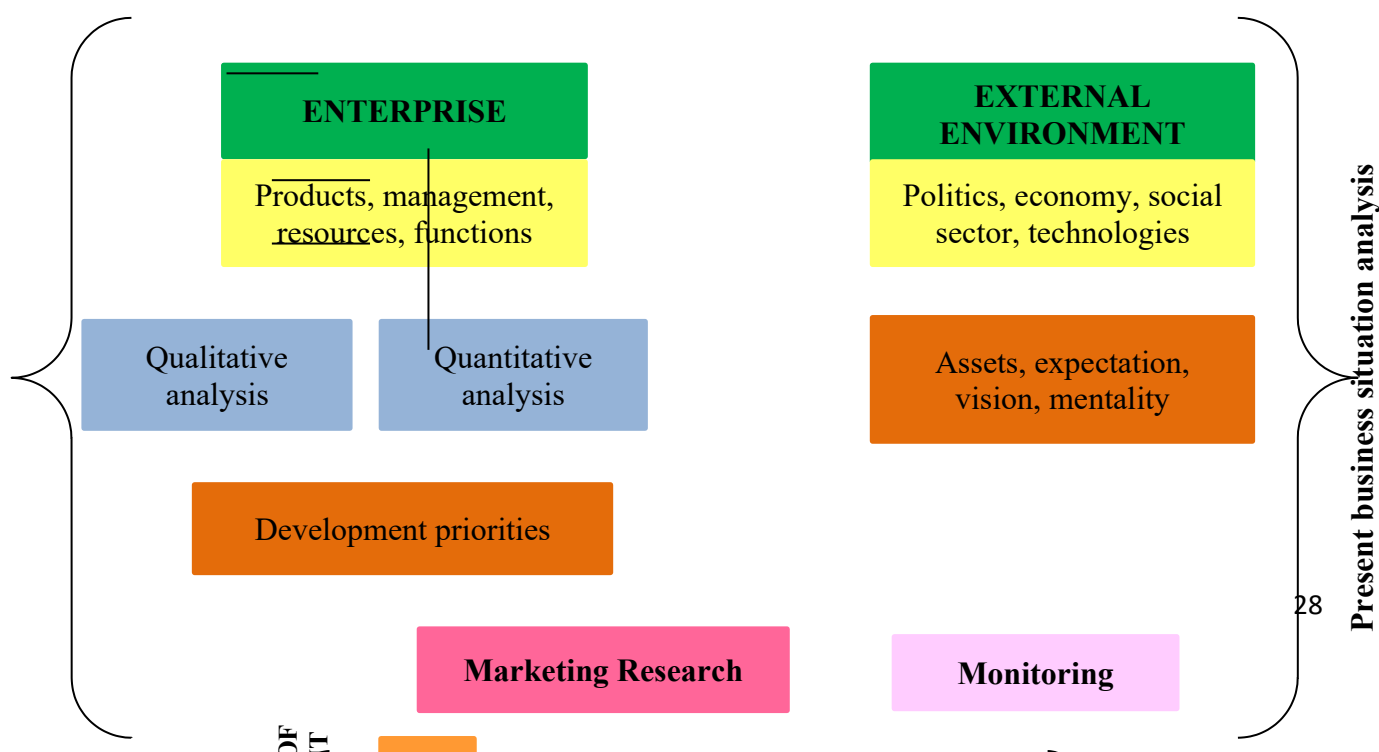 ENTERPRISE
EXTERNAL
ENVIRONMENT
Products, management,
resources, functions
Politics, economy, social
sector, technologies
Qualitative
analysis
Quantitative
analysis
Assets, expectation,
vision, mentality
Development priorities
Present business situation analysis
28
Marketing Research
Monitoring
OF